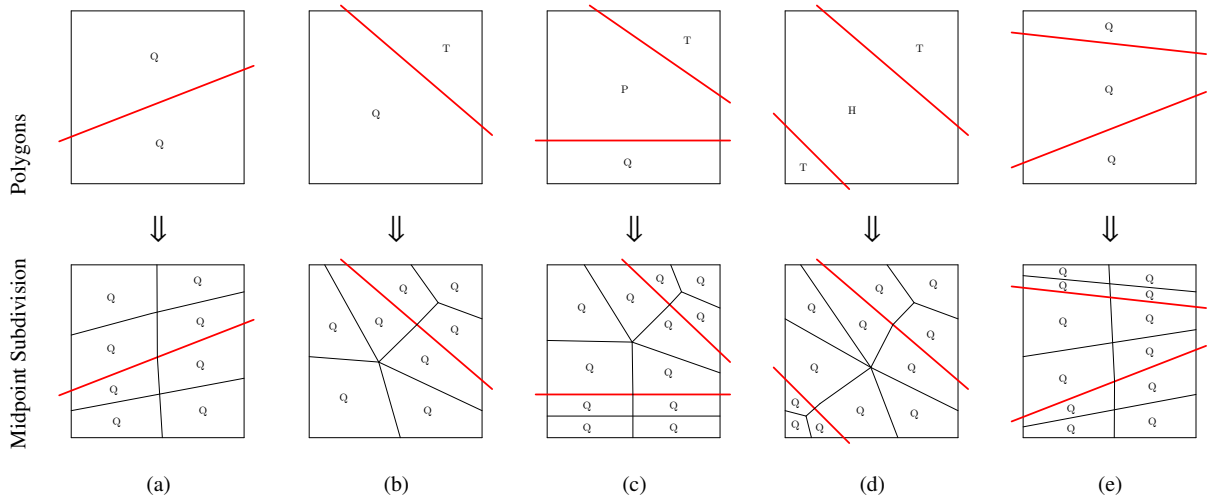 Polygons
Q
Q
T
Q
T
P
Q
T
H
T
Q
Q
Q
⇓ ⇓ ⇓ ⇓ ⇓
Midpoint Subdivision
Q Q
Q Q
Q Q
Q Q
Q Q
Q Q Q
Q Q
Q Q
Q Q Q
Q Q
Q Q
Q Q
Q Q
Q Q Q
Q Q
Q Q
Q Q
Q Q
Q Q
Q Q
Q Q
Q Q
Q Q
(a) (b) (c) (d) (e)